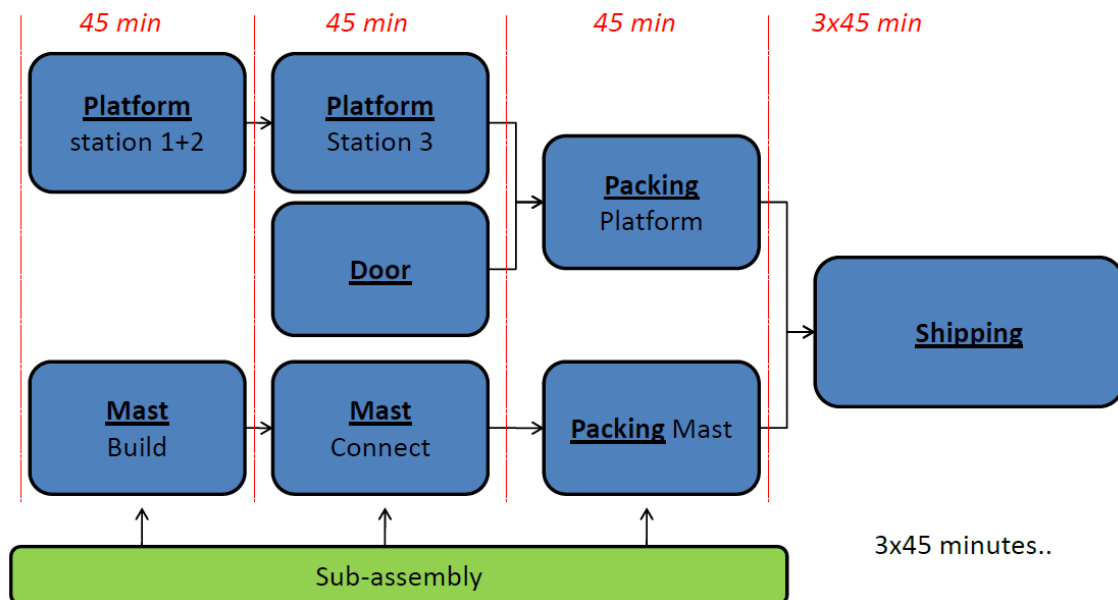 45 min
45 min
45 min
3x45 min
Platform
station 1+2
Platform
Station 3
Door
Packing
Platform
Shipping
Mast
Build
Mast
Connect
Packing Mast
3x45 minutes..
Sub-assembly